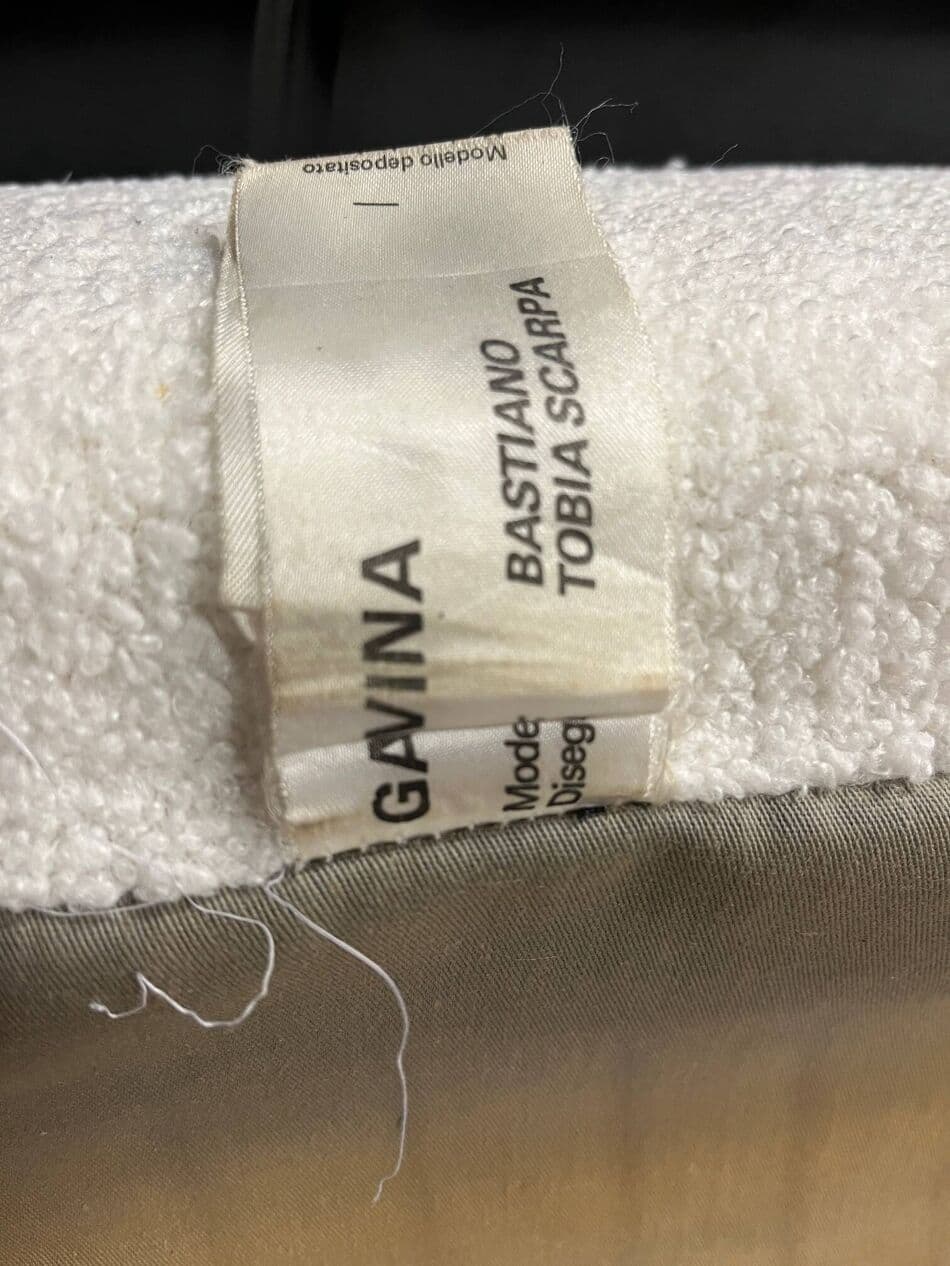 GAVINA
Mode BASTIANO
Diseg TOBIA SCARPA
Modello depositato